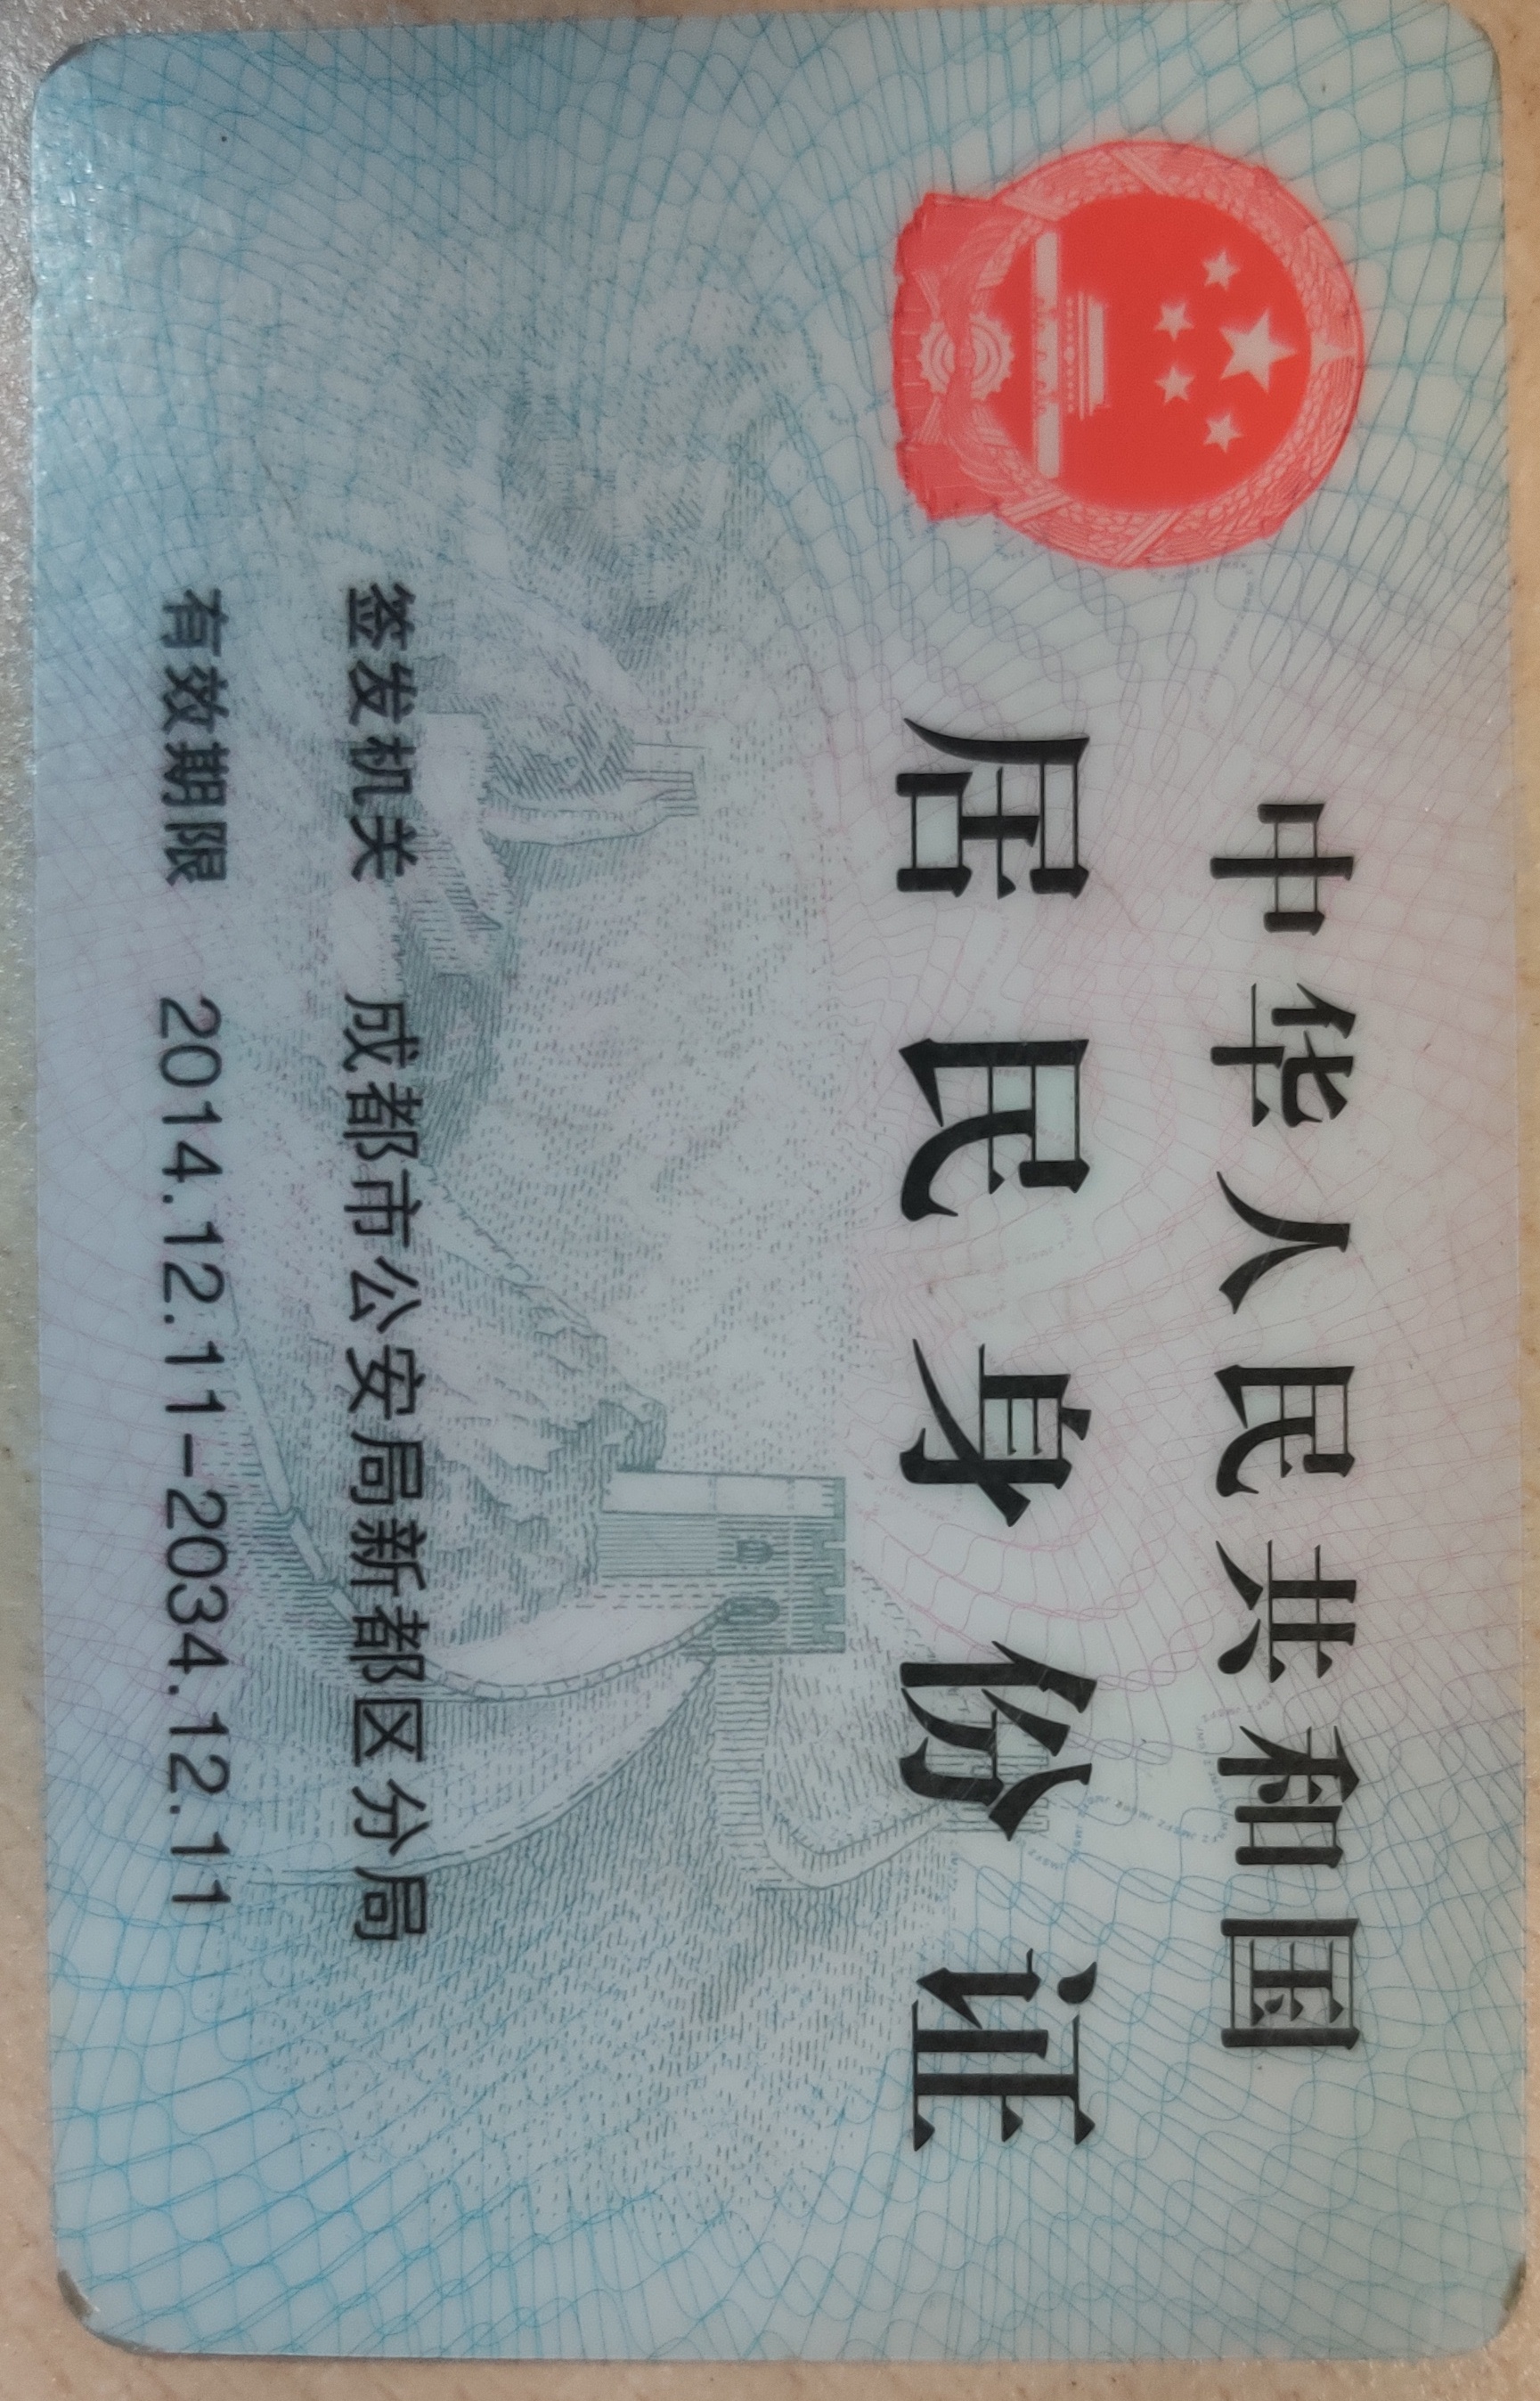 中华人民共和国
居民身份证
签发机关 成都市公安局新都区分局
有效期限 2014.12.11-2034.12.11